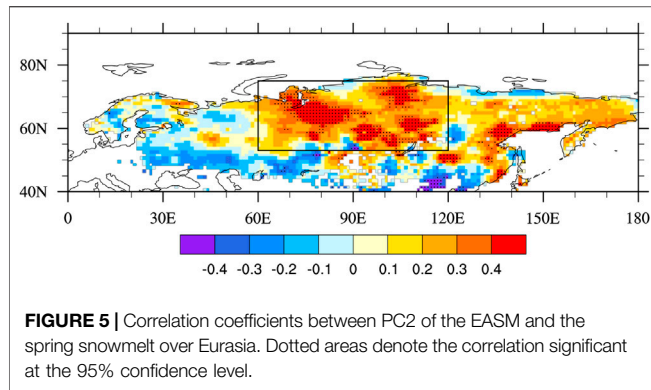 80N
60N
40N
0 30E 60E 90E 120E 150E 180
-0.4 -0.3 -0.2 -0.1 0 0.1 0.2 0.3 0.4
FIGURE 5 | Correlation coefficients between PC2 of the EASM and the
spring snowmelt over Eurasia. Dotted areas denote the correlation significant
at the 95% confidence level.